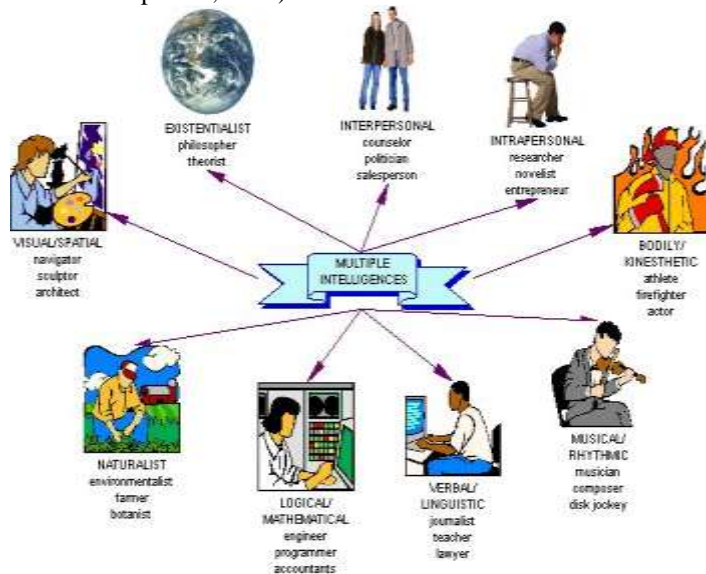 EXISTENTIALIST
philosopher
theorist
INTERPERSONAL
counselor
politician
salesperson
INTRAPERSONAL
researcher
novelist
entrepreneur
VISUAL/SPATIAL
navigator
sculptor
architect
MULTIPLE
INTELLIGENCES
BODILY/
KINESTHETIC
athlete
firefighter
actor
NATURALIST
environmentalist
farmer
botanist
LOGICAL/
MATHEMATICAL
engineer
programmer
accountants
VERBAL/
LINGUISTIC
journalist
teacher
lawyer
MUSICAL/
RHYTHMIC
musician
composer
disk jockey